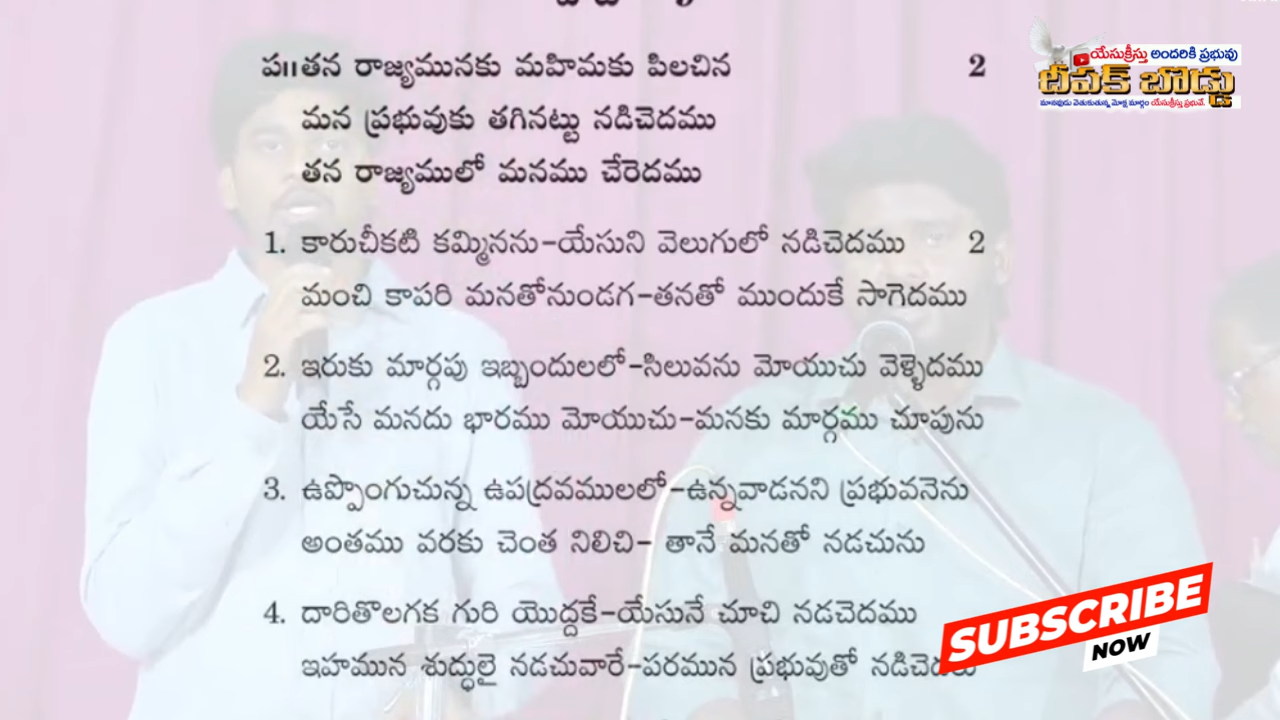 ప॥తన రాజ్యమునకు మహిమకు పిలచిన 2
మన ప్రభువుకు తగినట్టు నడిచెదము
తన రాజ్యములో మనము చేరెదము
1. కారుచీకటి కమ్మినను-యేసుని వెలుగులో నడిచెదము 2
మంచి కాపరి మనతోనుండగ-తనతో ముందుకే సాగెదము
2. ఇరుకు మార్గపు ఇబ్బందులలో-సిలువను మోయుచు వెళ్ళెదము
యేసే మనదు భారము మోయుచు-మనకు మార్గము చూపును
3. ఉప్పొంగుచున్న ఉపద్రవములలో-ఉన్నవాడనని ప్రభువనెను
అంతము వరకు చెంత నిలిచి- తానే మనతో నడచును
4. దారితొలగక గురి యొద్దకే-యేసునే చూచి నడచెదము
ఇహమున శుద్ధులై నడచువారే-పరమున ప్రభువుతో
యేసుక్రీస్తు అందరికి ప్రభువు
దీపక్ బొడ్డు
మానవుడు వెతుకుతున్న మోక్ష మార్గం యేసుక్రీస్తు ప్రభువే.
SUBSCRIBE
NOW